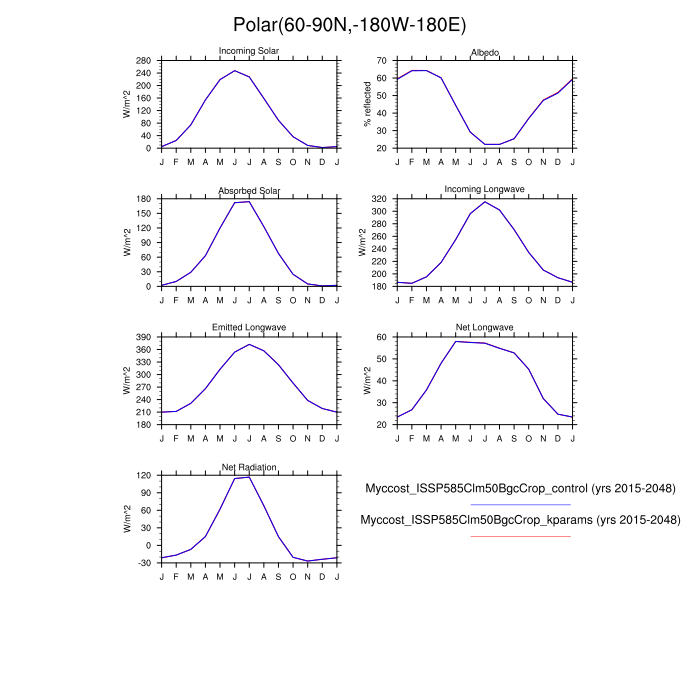 Polar(60-90N,-180W-180E)
Incoming Solar
W/m^2
280
240
200
160
120
80
40
0
J F M A M J J A S O N D J
Albedo
% reflected
70
60
50
40
30
20
J F M A M J J A S O N D J
Absorbed Solar
W/m^2
180
150
120
90
60
30
0
J F M A M J J A S O N D J
Incoming Longwave
W/m^2
320
300
280
260
240
220
200
180
J F M A M J J A S O N D J
Emitted Longwave
W/m^2
390
360
330
300
270
240
210
180
J F M A M J J A S O N D J
Net Longwave
W/m^2
60
50
40
30
20
J F M A M J J A S O N D J
Net Radiation
W/m^2
120
90
60
30
0
-30
J F M A M J J A S O N D J
Myccost_ISSP585Clm50BgcCrop_control (yrs 2015-2048)
Myccost_ISSP585Clm50BgcCrop_kparams (yrs 2015-2048)